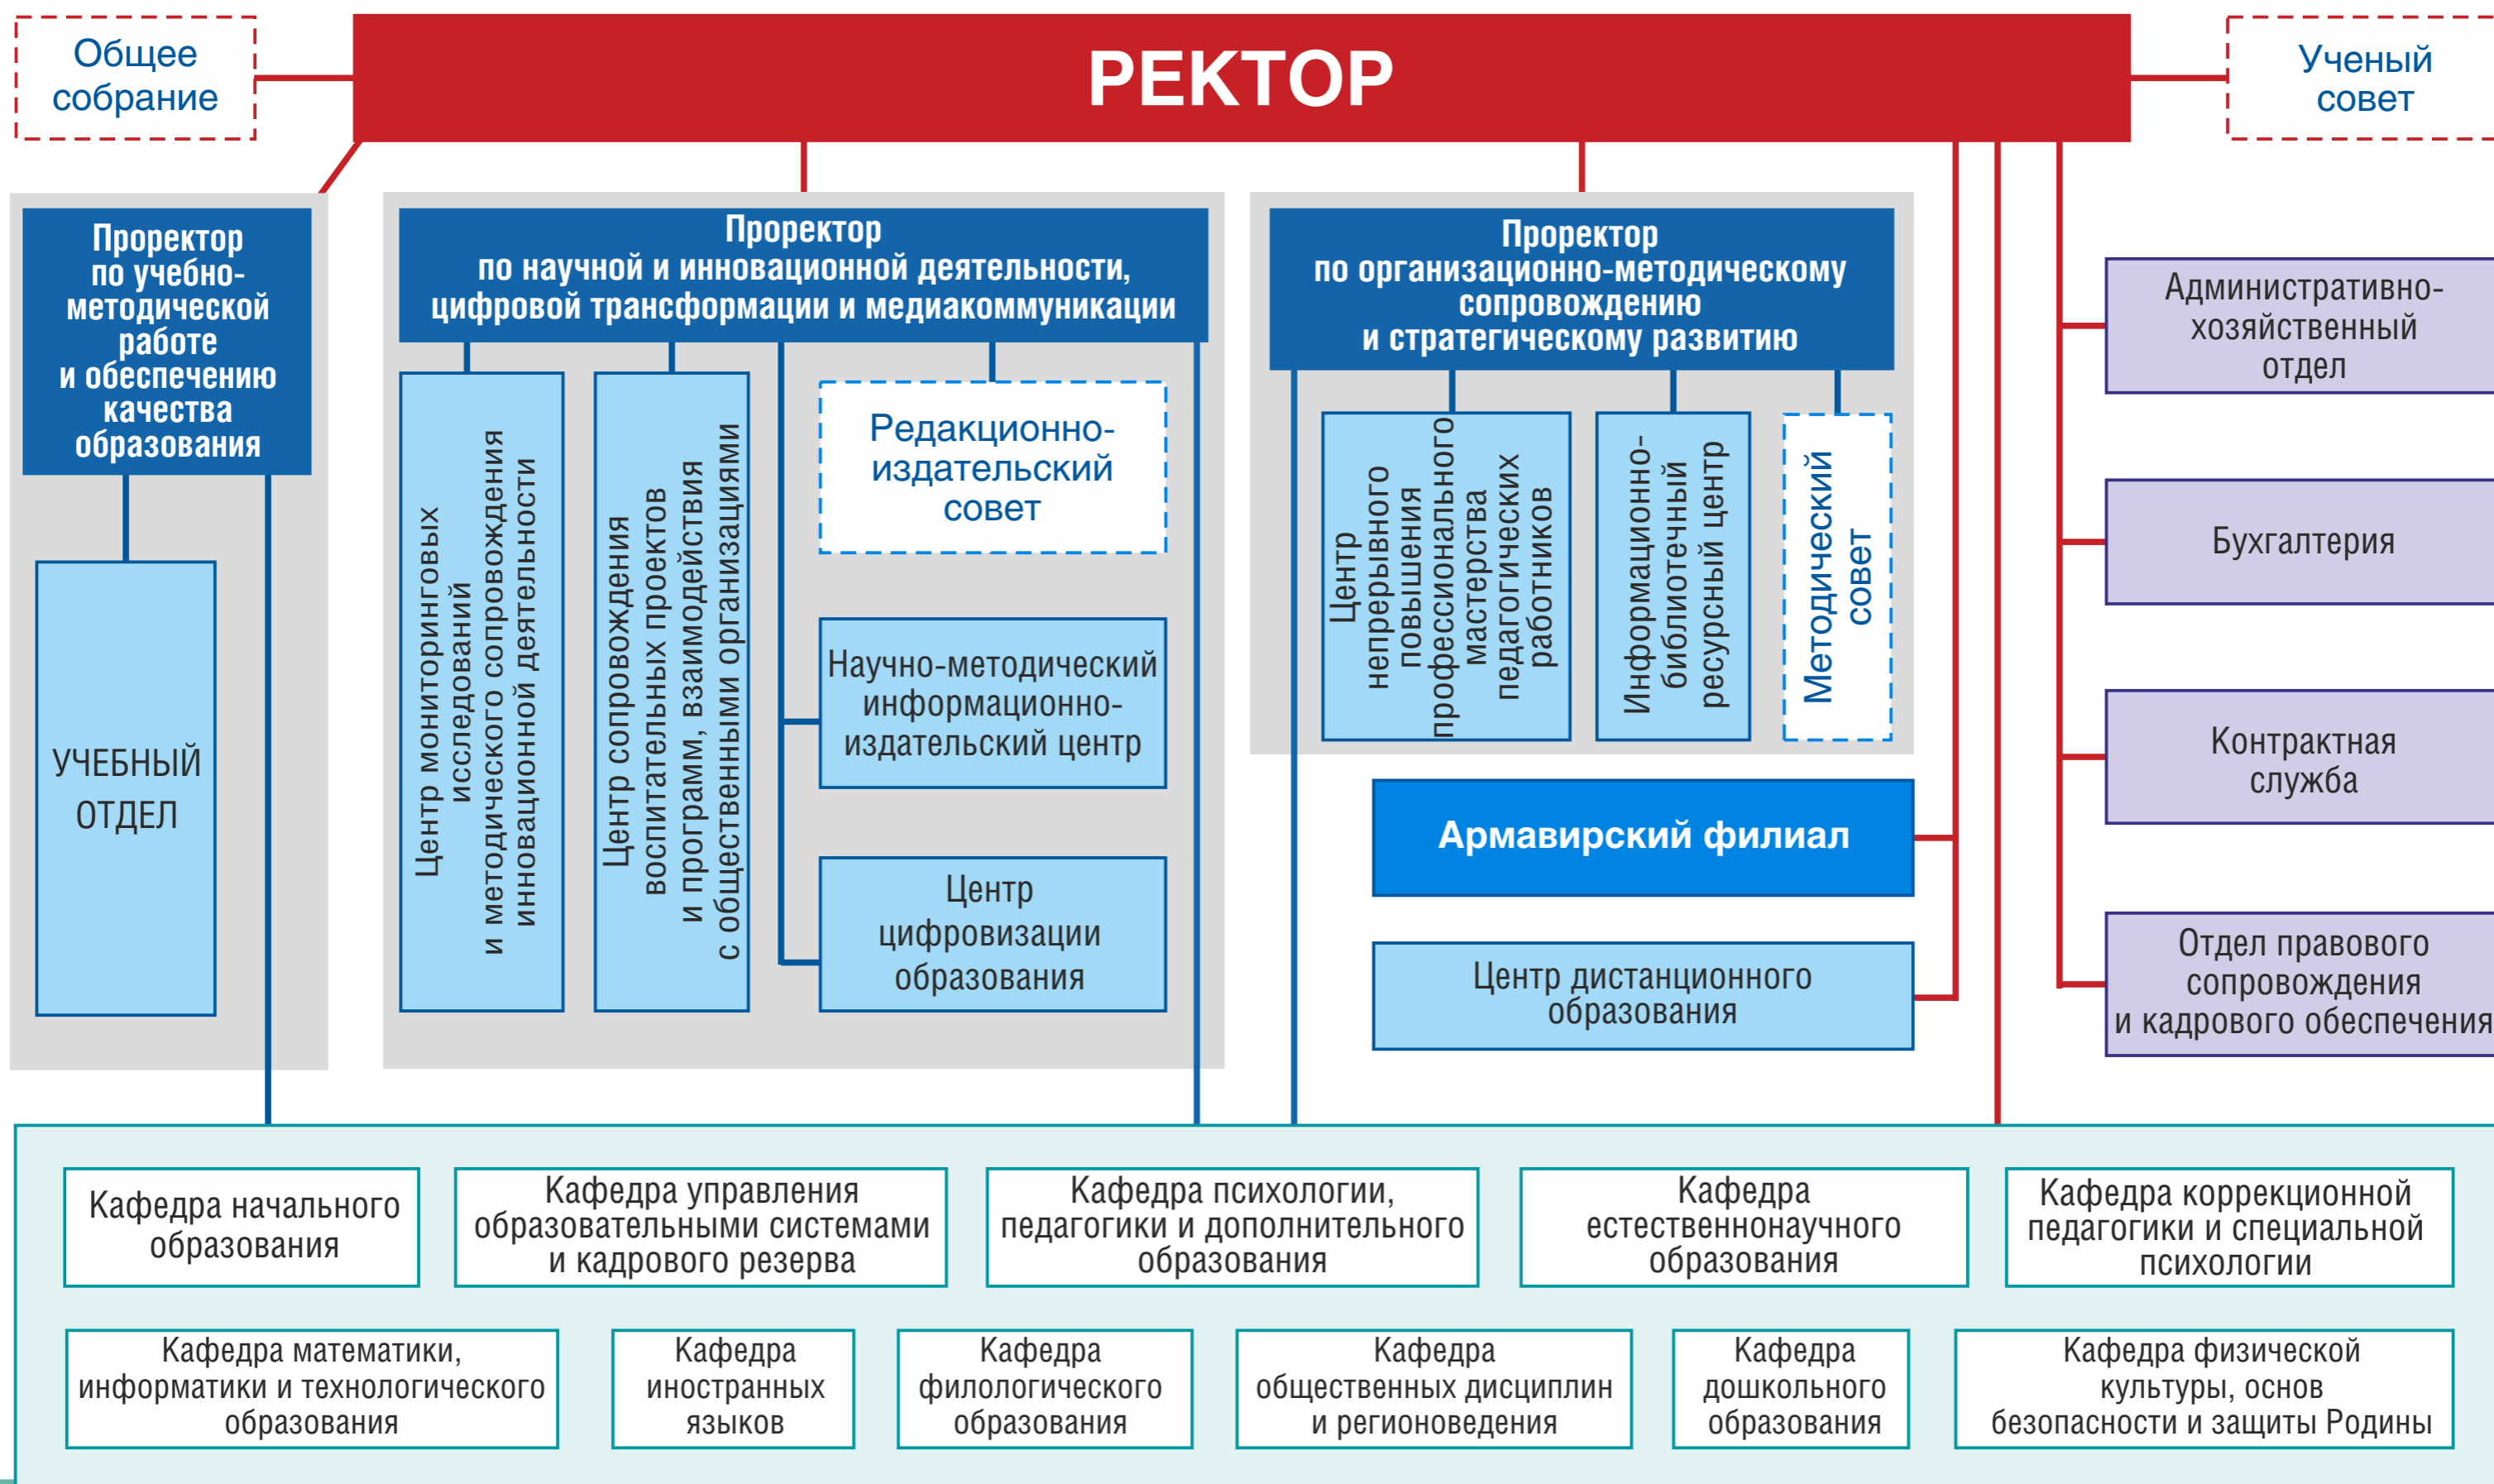 Общее
собрание
РЕКТОР
Ученый
совет
Проректор
по учебно-
методической
работе
и обеспечению
качества
образования
УЧЕБНЫЙ
ОТДЕЛ
Проректор
по научной и инновационной деятельности,
цифровой трансформации и медиакоммуникации
Центр мониторинговых
исследований
и методического сопровождения
инновационной деятельности
Центр сопровождения
воспитательных проектов
и программ, взаимодействия
с общественными организациями
Редакционно-
издательский
совет
Научно-методический
информационно-
издательский центр
Центр
цифровизации
образования
Проректор
по организационно-методическому
сопровождению
и стратегическому развитию
Центр
непрерывного
повышения
профессионального
мастерства
педагогических
работников
Информационно-
библиотечный
ресурсный центр
Методический
совет
Армавирский филиал
Центр дистанционного
образования
Административно-
хозяйственный
отдел
Бухгалтерия
Контрактная
служба
Отдел правового
сопровождения
и кадрового обеспечения
Кафедра начального
образования
Кафедра управления
образовательными системами
и кадрового резерва
Кафедра психологии,
педагогики и дополнительного
образования
Кафедра
естественнонаучного
образования
Кафедра коррекционной
педагогики и специальной
психологии
Кафедра математики,
информатики и технологического
образования
Кафедра
иностранных
языков
Кафедра
филологического
образования
Кафедра
общественных дисциплин
и регионоведения
Кафедра
дошкольного
образования
Кафедра физической
культуры, основ
безопасности и защиты Родины